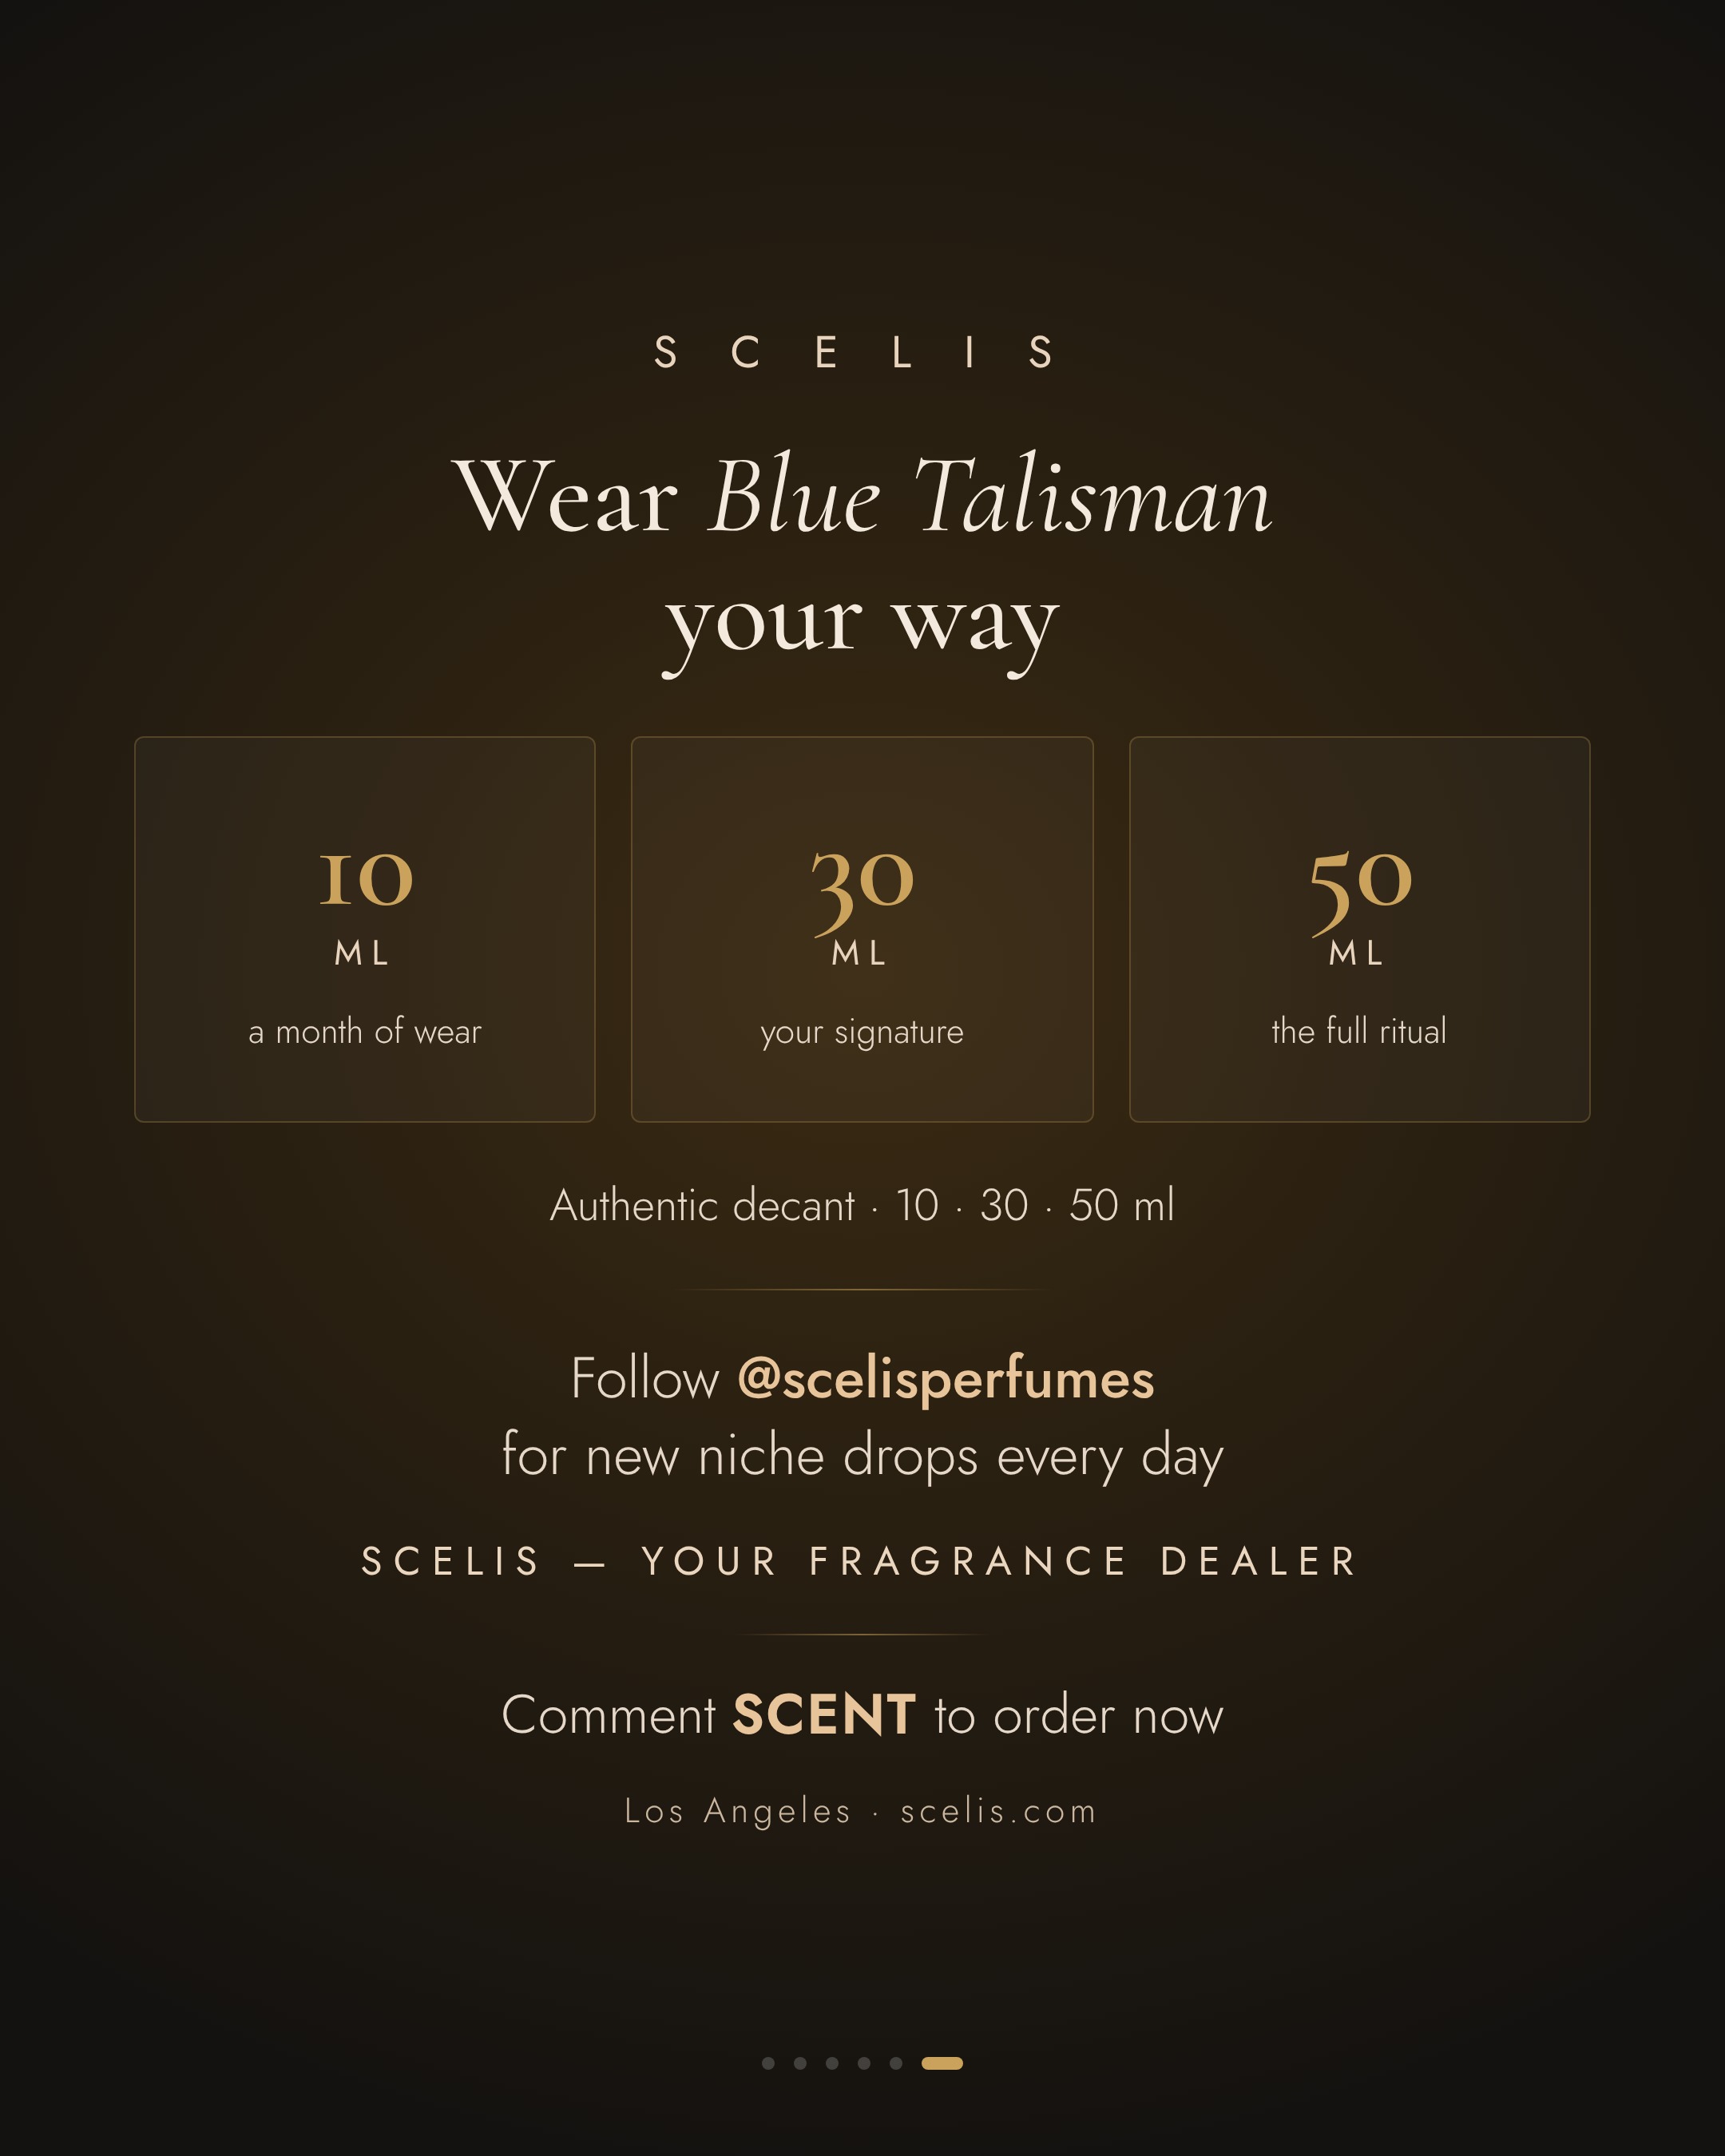 SCELIS
Wear Blue Talisman
your way
10
ML
a month of wear
30
ML
your signature
50
ML
the full ritual
Authentic decant · 10 · 30 · 50 ml
Follow @scelisperfumes
for new niche drops every day
SCELIS — YOUR FRAGRANCE DEALER
Comment SCENT to order now
Los Angeles · scelis.com